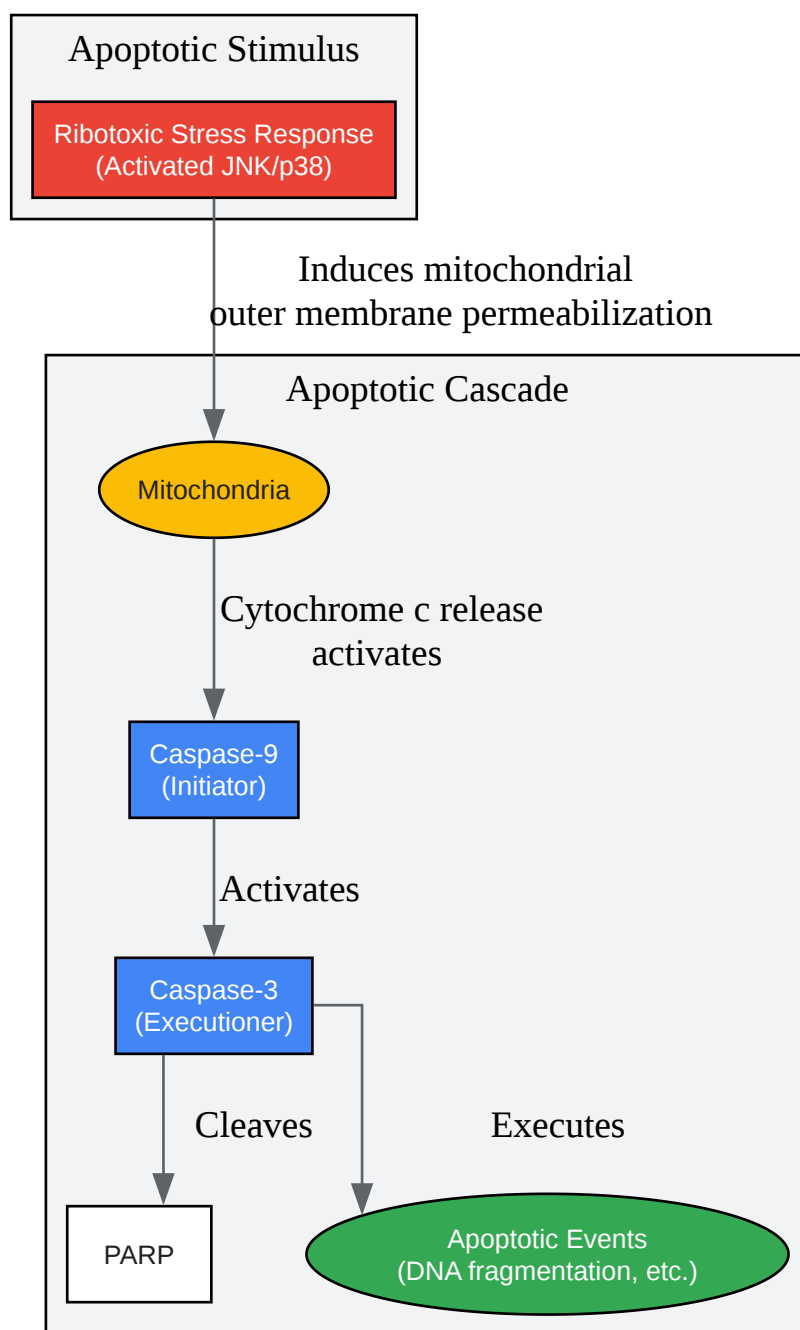 Apoptotic Stimulus
Ribotoxic Stress Response
(Activated JNK/p38)
Induces mitochondrial
outer membrane permeabilization
Apoptotic Cascade
Mitochondria
Cytochrome c release
activates
Caspase-9
(Initiator)
Activates
Caspase-3
(Executioner)
Cleaves
Executes
PARP
Apoptotic Events
(DNA fragmentation, etc.)